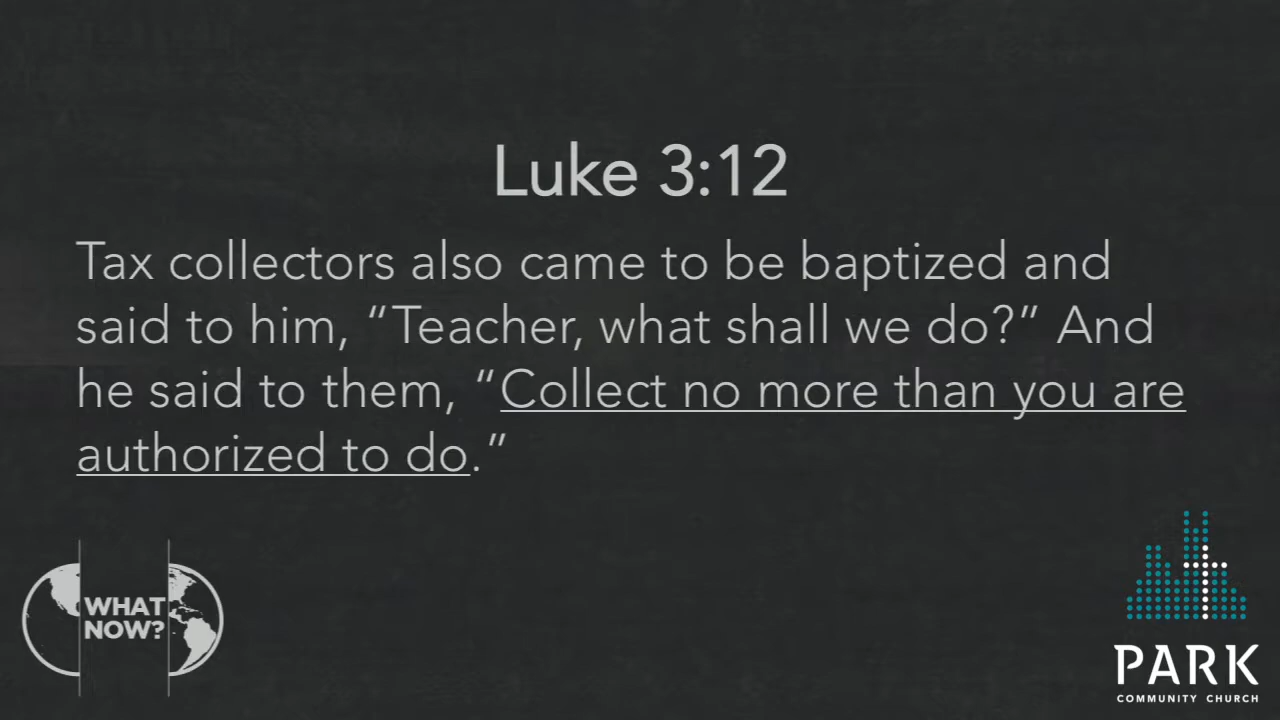 Luke 3:12
Tax collectors also came to be baptized and
said to him, “Teacher, what shall we do?” And
he said to them, “Collect no more than you are
authorized to do.”
WHAT
NOW?
PARK
COMMUNITY CHURCH